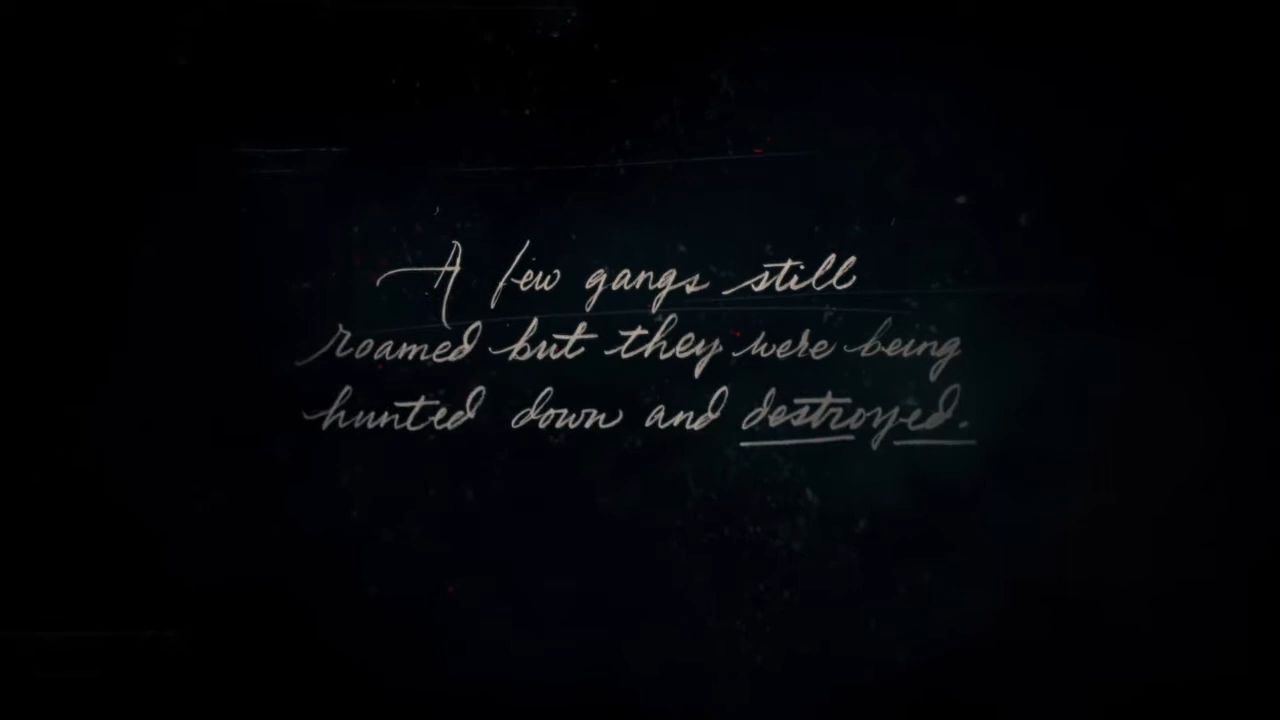 A few gangs still
roamed but they were being
hunted down and destroyed.